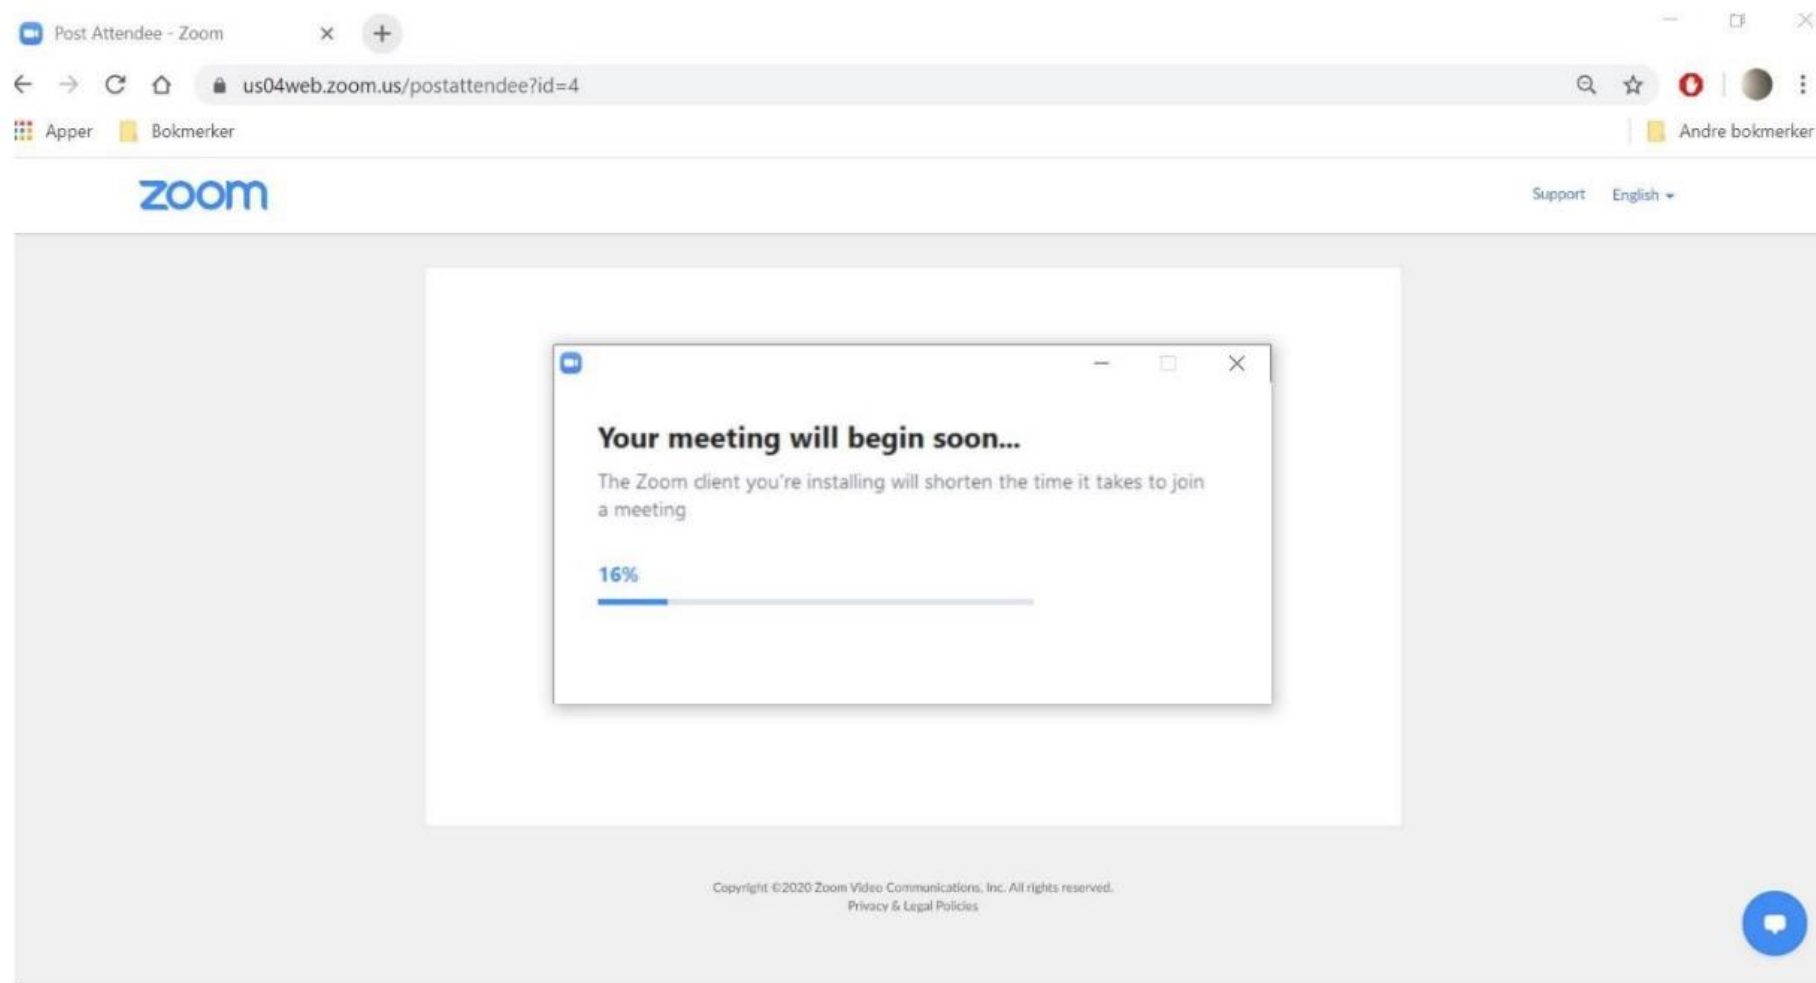 Post Attendee - Zoom
us04web.zoom.us/postattendee?id=4
Apper Bokmerker Andre bokmerker
zoom Support English
Your meeting will begin soon...
The Zoom client you're installing will shorten the time it takes to join
a meeting
16%
Copyright ©2020 Zoom Video Communications, Inc. All rights reserved.
Privacy & Legal Policies